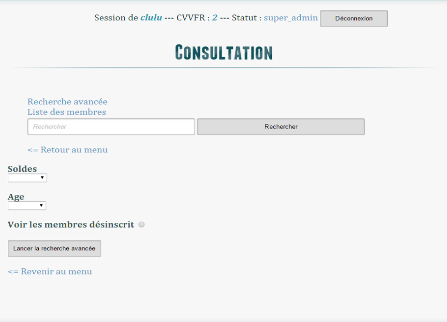 Session de clulu --- CVVFR : 2 --- Statut : super_admin Déconnexion
Consultation
Recherche avancée
Liste des membres
Rechercher Rechercher
<= Retour au menu
Soldes
Age
Voir les membres désinscrit
Lancer la recherche avancée
<= Revenir au menu